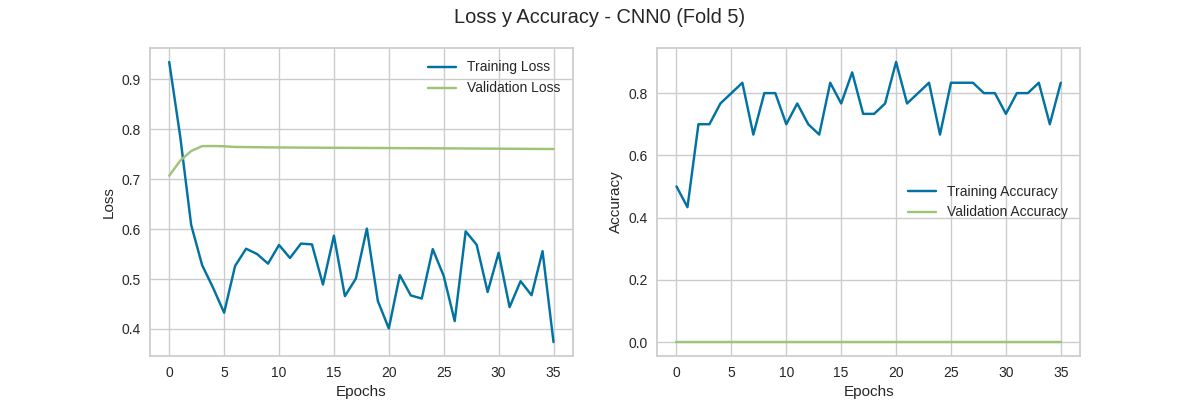 Loss y Accuracy - CNN0 (Fold 5)
Training Loss
Validation Loss
0.9
0.8
0.7
0.6
0.5
0.4
Loss
0 5 10 15 20 25 30 35
Epochs
Training Accuracy
Validation Accuracy
0.8
0.6
0.4
0.2
0.0
Accuracy
0 5 10 15 20 25 30 35
Epochs